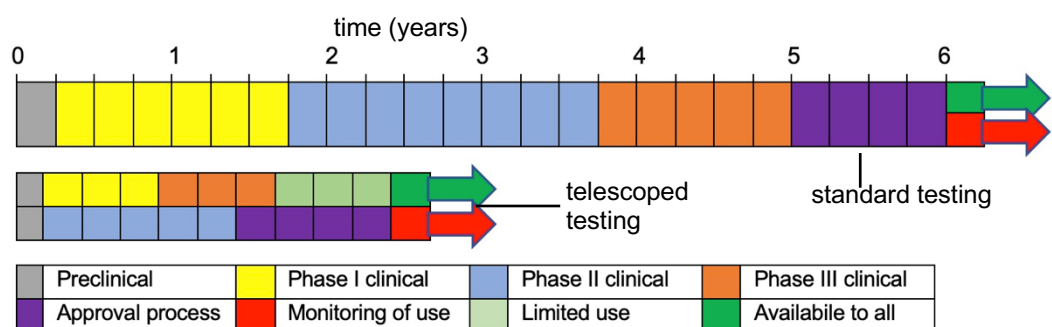 time (years)
0 1 2 3 4 5 6
telescoped
testing
standard testing
Preclinical Phase I clinical Phase II clinical Phase III clinical
Approval process Monitoring of use Limited use Availabile to all